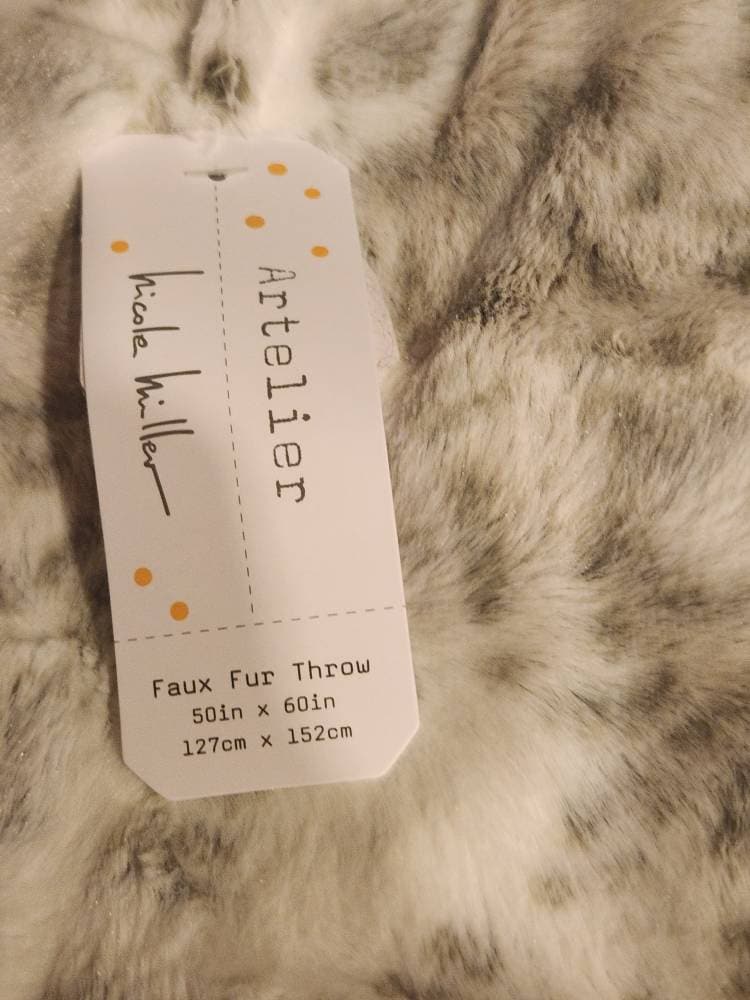 Artelier
Nicole Miller
Faux Fur Throw
50in x 60in
127cm x 152cm